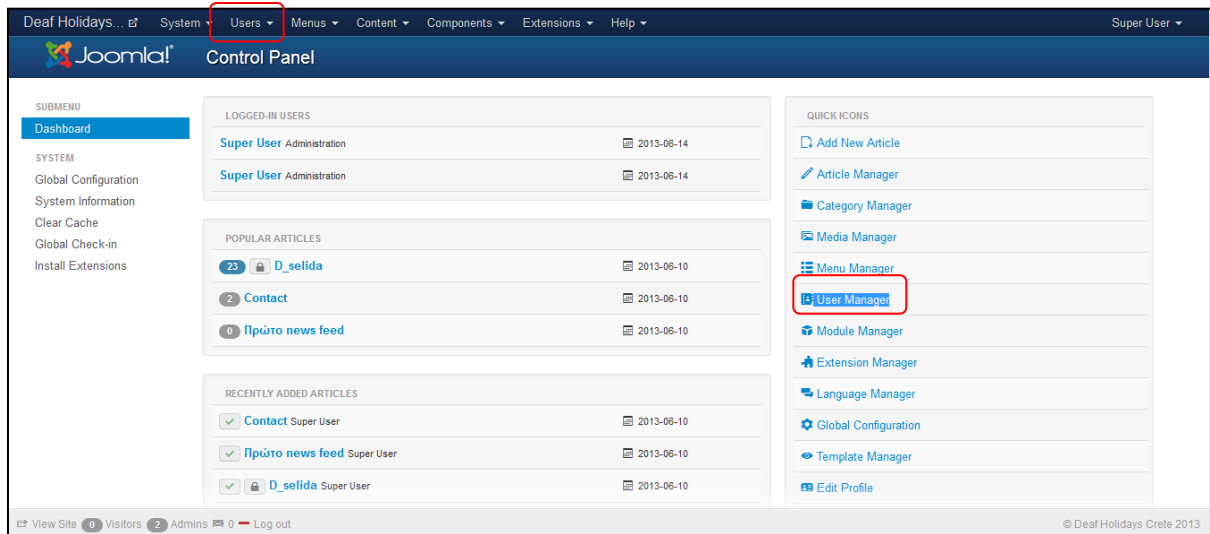 Deaf Holidays... System Users Menus Content Components Extensions Help Super User
Joomla!® Control Panel
SUBMENU
Dashboard
SYSTEM
Global Configuration
System Information
Clear Cache
Global Check-in
Install Extensions
LOGGED-IN USERS
Super User Administration 2013-06-14
Super User Administration 2013-06-14
POPULAR ARTICLES
23 D_selida 2013-06-10
2 Contact 2013-06-10
0 Πρώτο news feed 2013-06-10
RECENTLY ADDED ARTICLES
Contact Super User 2013-06-10
Πρώτο news feed Super User 2013-06-10
D_selida Super User 2013-06-10
QUICK ICONS
Add New Article
Article Manager
Category Manager
Media Manager
Menu Manager
User Manager
Module Manager
Extension Manager
Language Manager
Global Configuration
Template Manager
Edit Profile
View Site 0 Visitors 2 Admins 0 Log out © Deaf Holidays Crete 2013